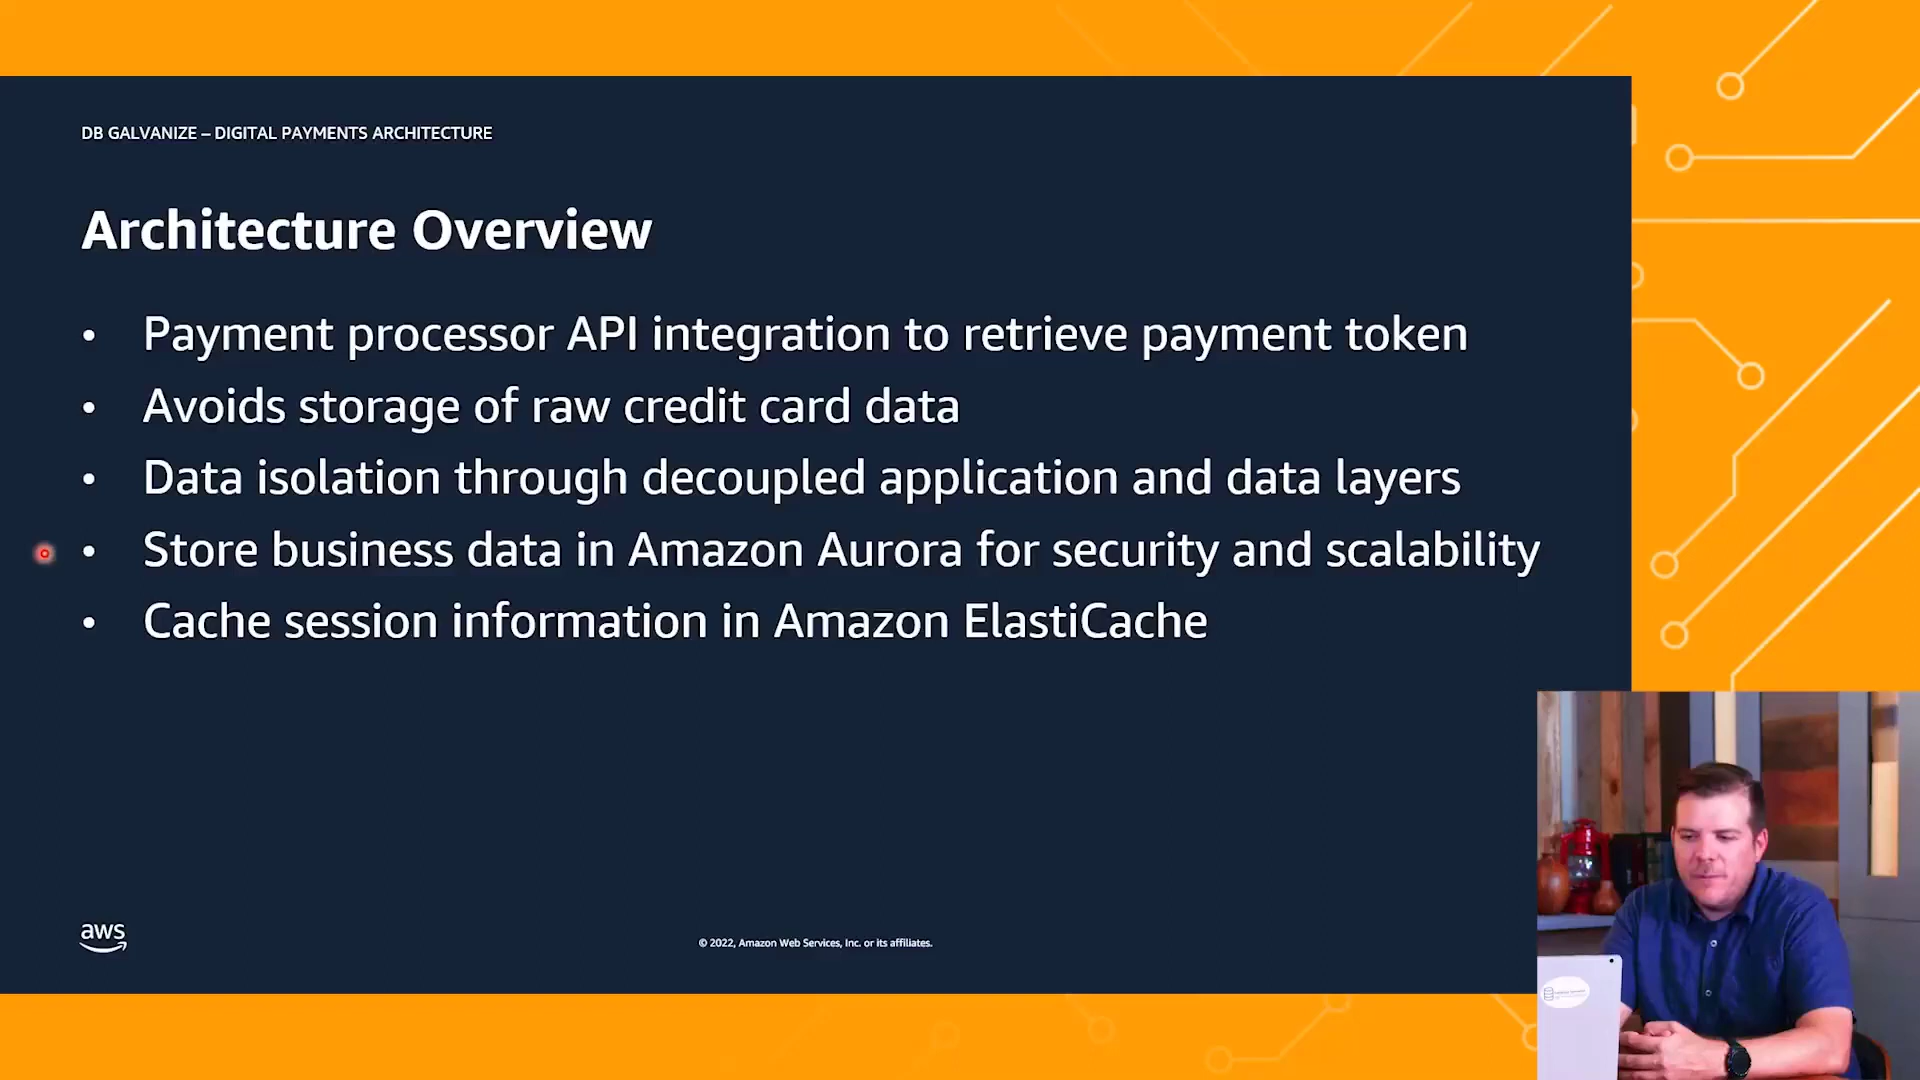 DB GALVANIZE – DIGITAL PAYMENTS ARCHITECTURE
Architecture Overview
• Payment processor API integration to retrieve payment token
• Avoids storage of raw credit card data
• Data isolation through decoupled application and data layers
• Store business data in Amazon Aurora for security and scalability
• Cache session information in Amazon ElastiCache
aws
© 2022, Amazon Web Services, Inc. or its affiliates.